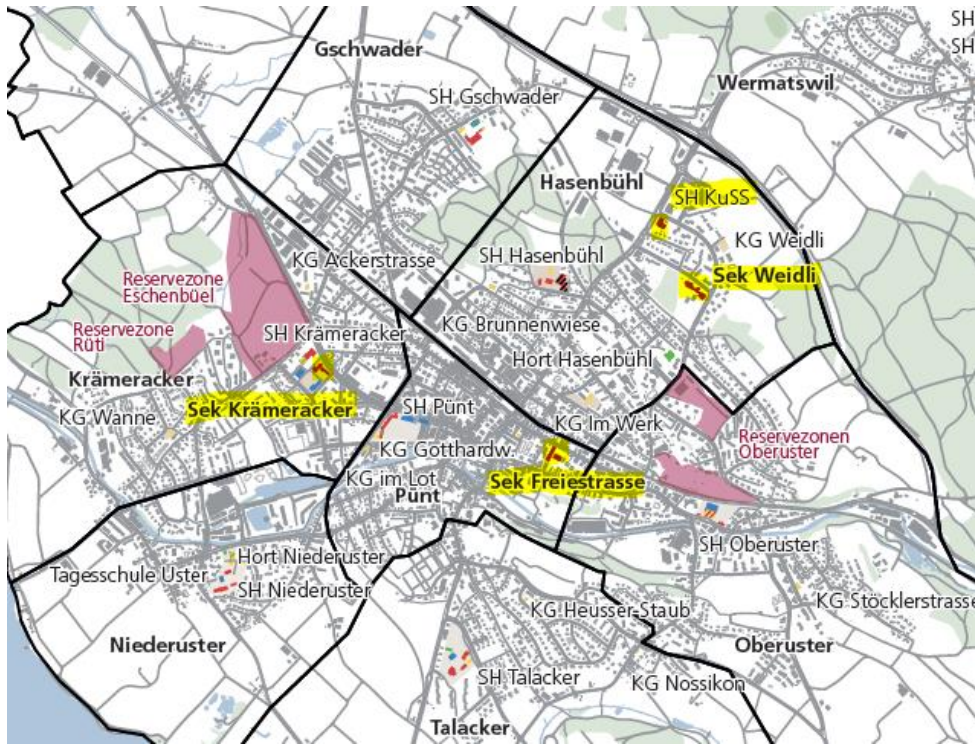 SH
SH
Gschwader
Wermatswil
SH Gschwader
Hasenbühl
SH KuSS
KG Weidli
KG Ackerstrasse
SH Hasenbühl
Sek Weidli
Reservezone
Eschenbüel
SH Krämeracker
KG Brunnenwiese
Reservezone
Rüti
Hort Hasenbühl
Krämeracker
KG Wanne
Sek Krämeracker
SH Pünt
KG Im Werk
Reservezonen
Oberuster
KG Gotthardw.
KG im Lot
Pünt
Sek Freiestrasse
SH Oberuster
Hort Niederuster
Tagesschule Uster
SH Niederuster
KG Stöcklerstrasse
KG Heusser-Staub
Niederuster
Oberuster
SH Talacker
KG Nossikon
Talacker